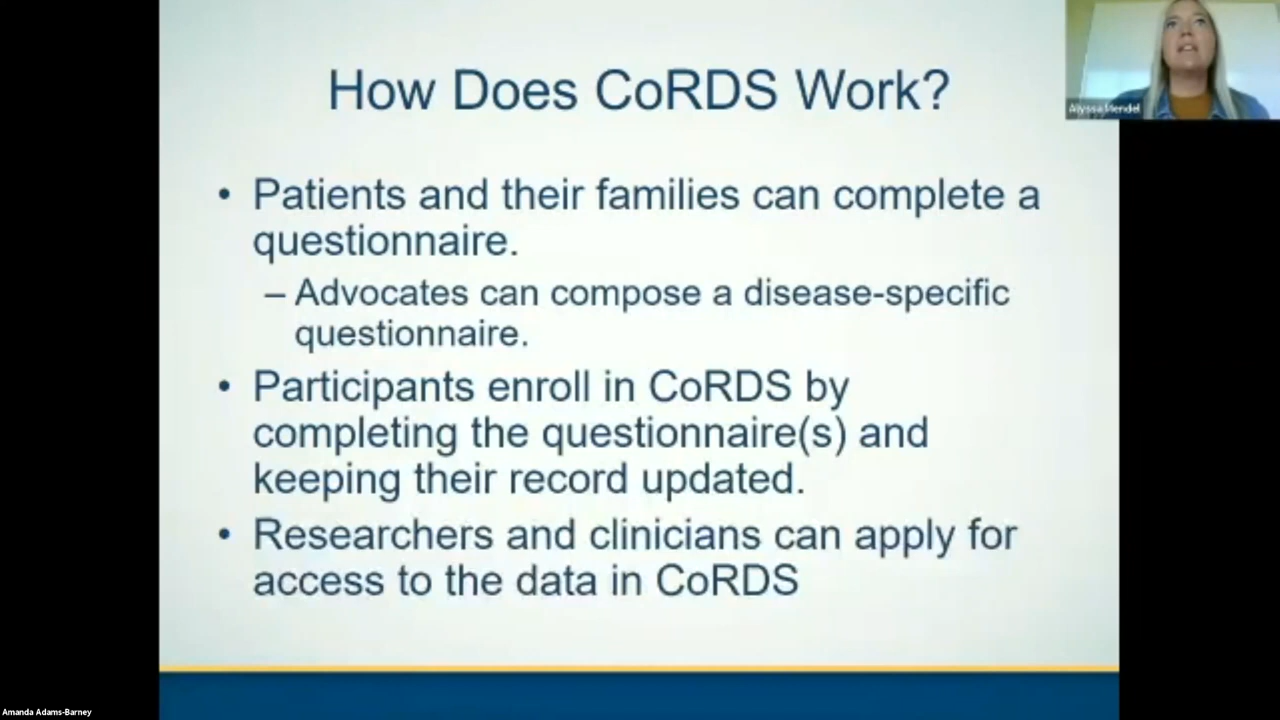 How Does CoRDS Work?
Alyssa Mendel
• Patients and their families can complete a
questionnaire.
– Advocates can compose a disease-specific
questionnaire.
• Participants enroll in CoRDS by
completing the questionnaire(s) and
keeping their record updated.
• Researchers and clinicians can apply for
access to the data in CoRDS
Amanda Adams-Barney